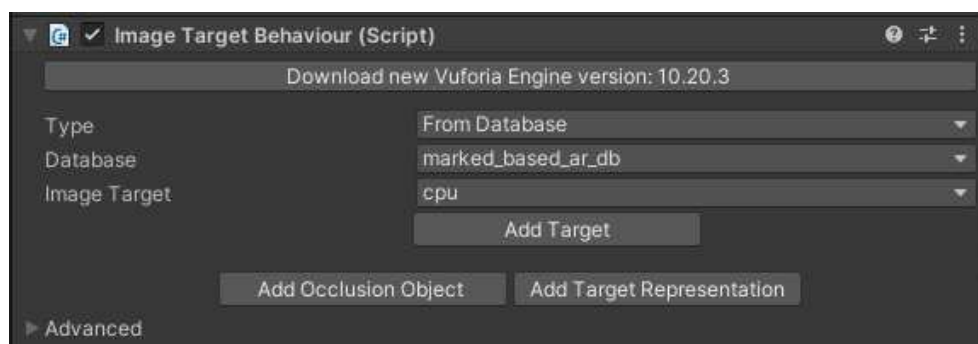 Image Target Behaviour (Script)
Download new Vuforia Engine version: 10.20.3
Type From Database
Database marked_based_ar_db
Image Target cpu
Add Target
Add Occlusion Object Add Target Representation
Advanced